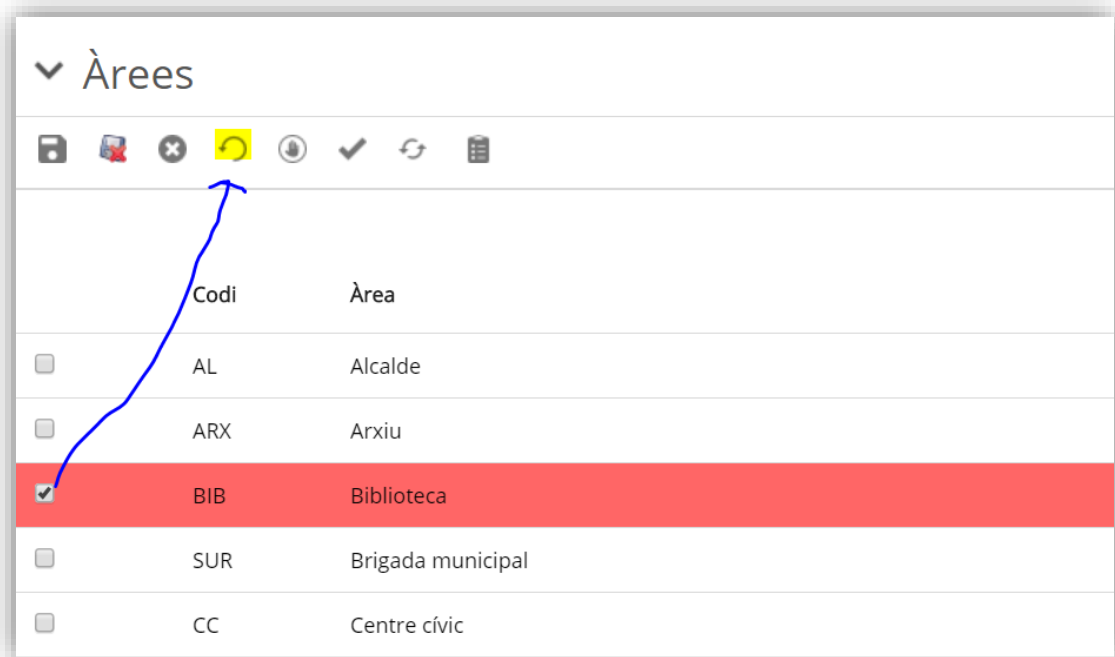 Àrees
Codi Àrea
AL Alcalde
ARX Arxiu
BIB Biblioteca
SUR Brigada municipal
CC Centre cívic